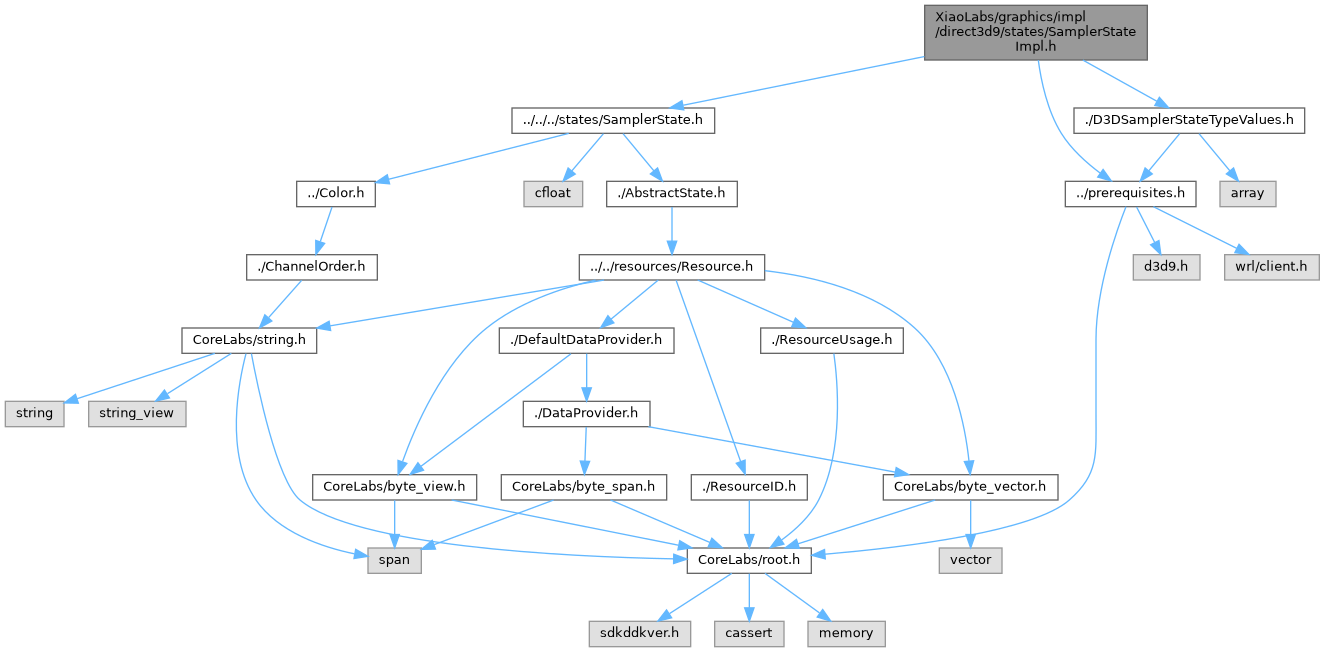 XiaoLabs/graphics/impl
/direct3d9/states/SamplerState
Impl.h
../../../states/SamplerState.h
./D3DSamplerStateTypeValues.h
../Color.h
cfloat
./AbstractState.h
../prerequisites.h
array
./ChannelOrder.h
../../resources/Resource.h
d3d9.h
wrl/client.h
CoreLabs/string.h
./DefaultDataProvider.h
./ResourceUsage.h
string
string_view
./DataProvider.h
CoreLabs/byte_view.h
CoreLabs/byte_span.h
./ResourceID.h
CoreLabs/byte_vector.h
span
CoreLabs/root.h
vector
sdkddkver.h
cassert
memory